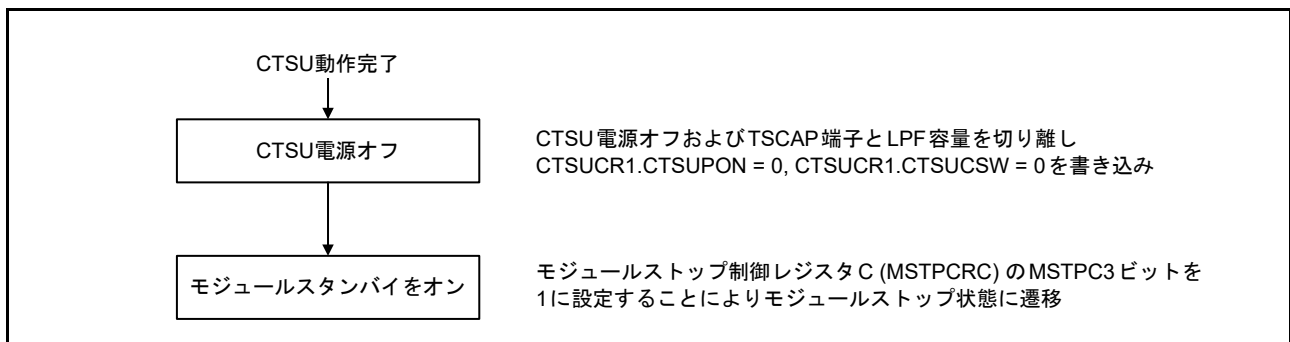 CTSU動作完了
CTSU電源オフ
CTSU電源オフおよびTSCAP端子とLPF容量を切り離し
CTSUCR1.CTSUPON = 0, CTSUCR1.CTSUCSW = 0を書き込み
モジュールスタンバイをオン
モジュールストップ制御レジスタC (MSTPCRC) のMSTPC3ビットを
1に設定することによりモジュールストップ状態に遷移